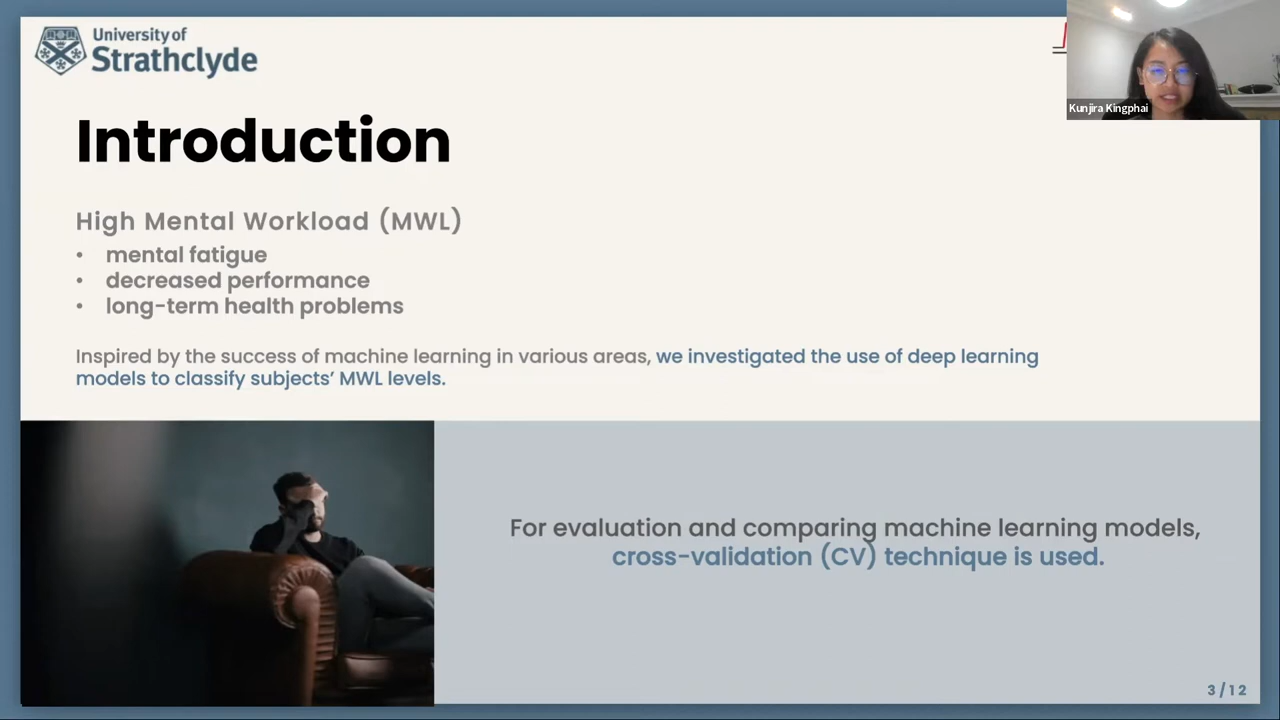 University of
Strathclyde
Kunjira Kingphai
Introduction
High Mental Workload (MWL)
• mental fatigue
• decreased performance
• long-term health problems
Inspired by the success of machine learning in various areas, we investigated the use of deep learning
models to classify subjects’ MWL levels.
For evaluation and comparing machine learning models,
cross-validation (CV) technique is used.
3/12